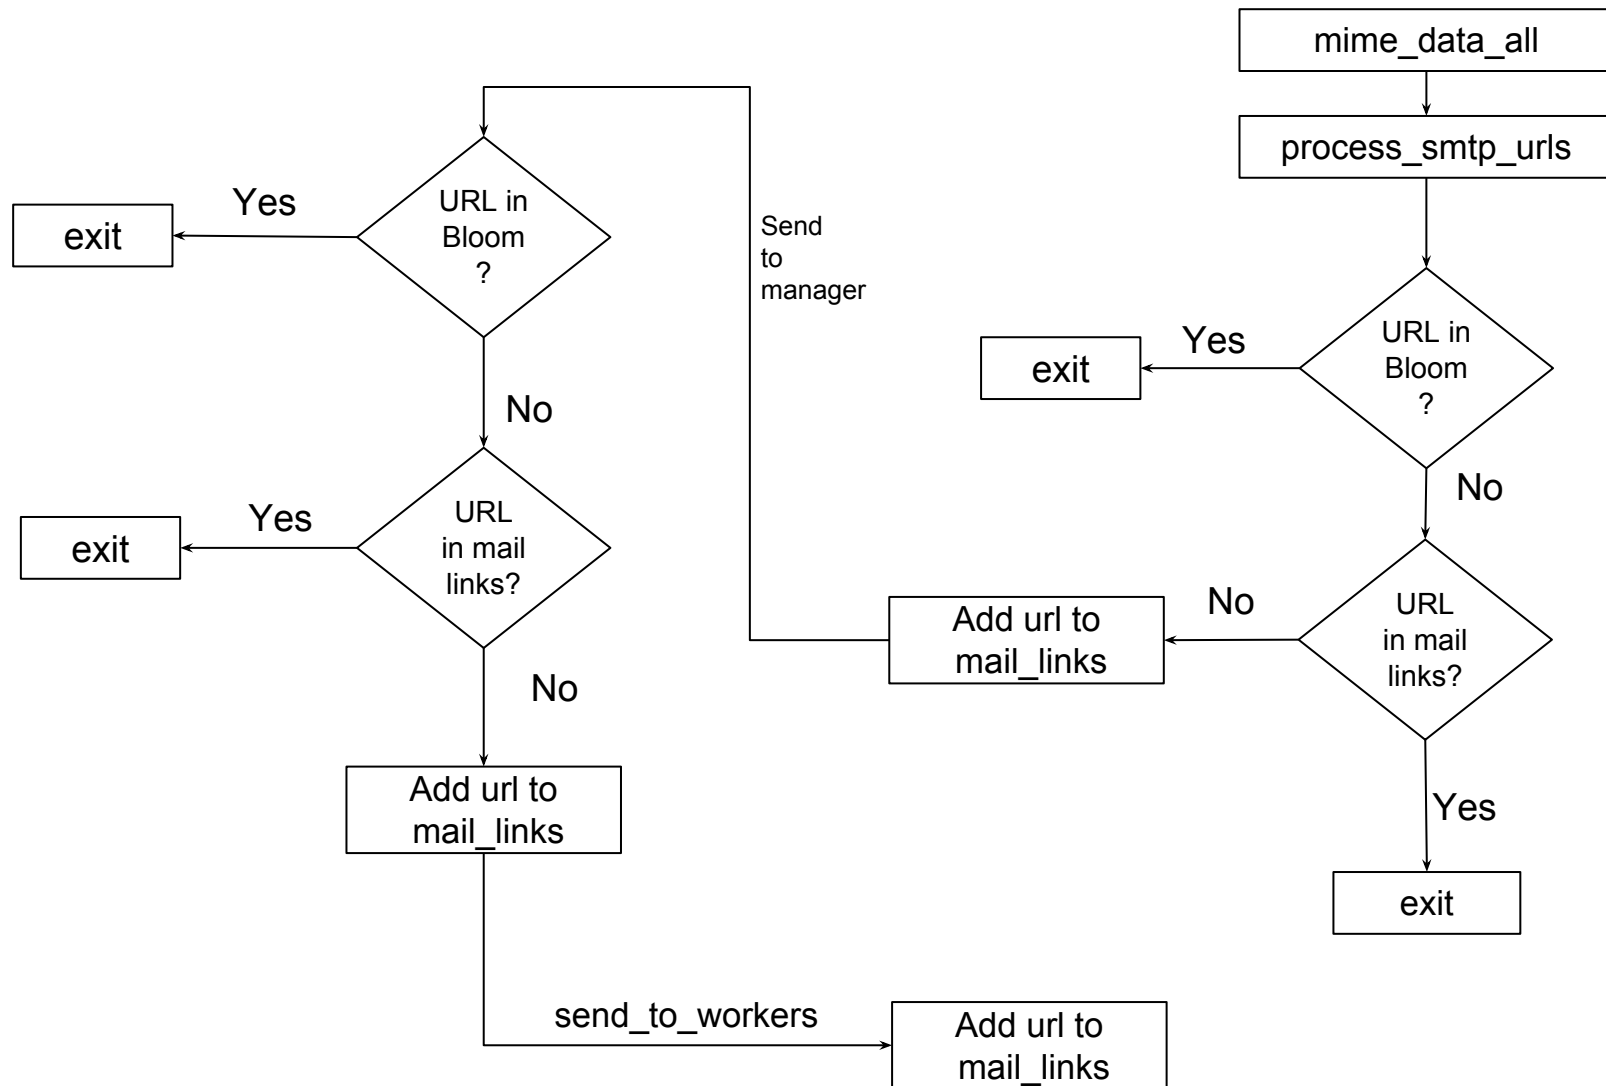 mime_data_all
process_smtp_urls
URL in
Bloom
?
Yes
exit
No
URL
in mail
links?
Yes
exit
No
Add url to
mail_links
Send
to
manager
URL in
Bloom
?
Yes
exit
No
URL
in mail
links?
Yes
exit
No
Add url to
mail_links
send_to_workers
Add url to
mail_links